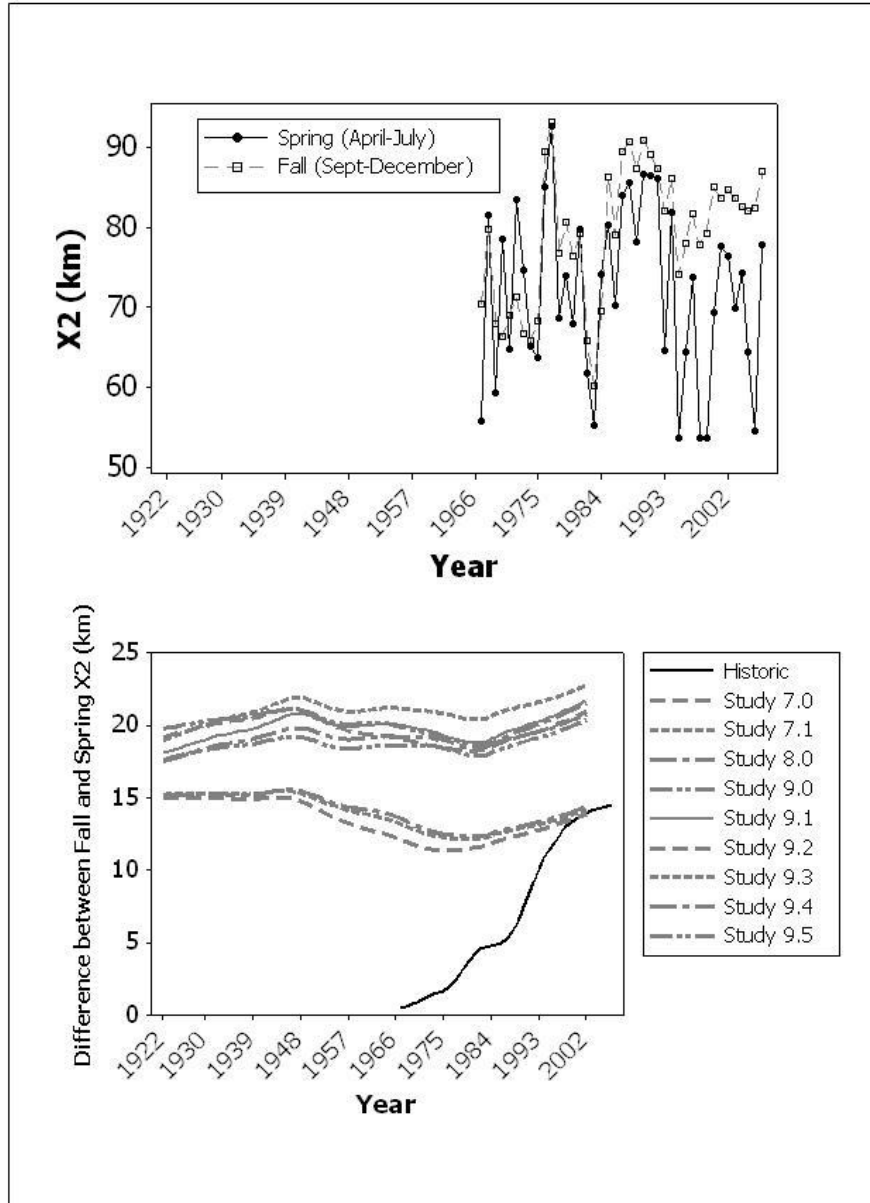 Spring (April-July)
Fall (Sept-December)
X2 (km)
90
80
70
60
50
1922
1930
1939
1948
1957
1966
1975
1984
1993
2002
Year
Difference between Fall and Spring X2 (km)
25
20
15
10
5
0
1922
1930
1939
1948
1957
1966
1975
1984
1993
2002
Year
Historic
Study 7.0
Study 7.1
Study 8.0
Study 9.0
Study 9.1
Study 9.2
Study 9.3
Study 9.4
Study 9.5